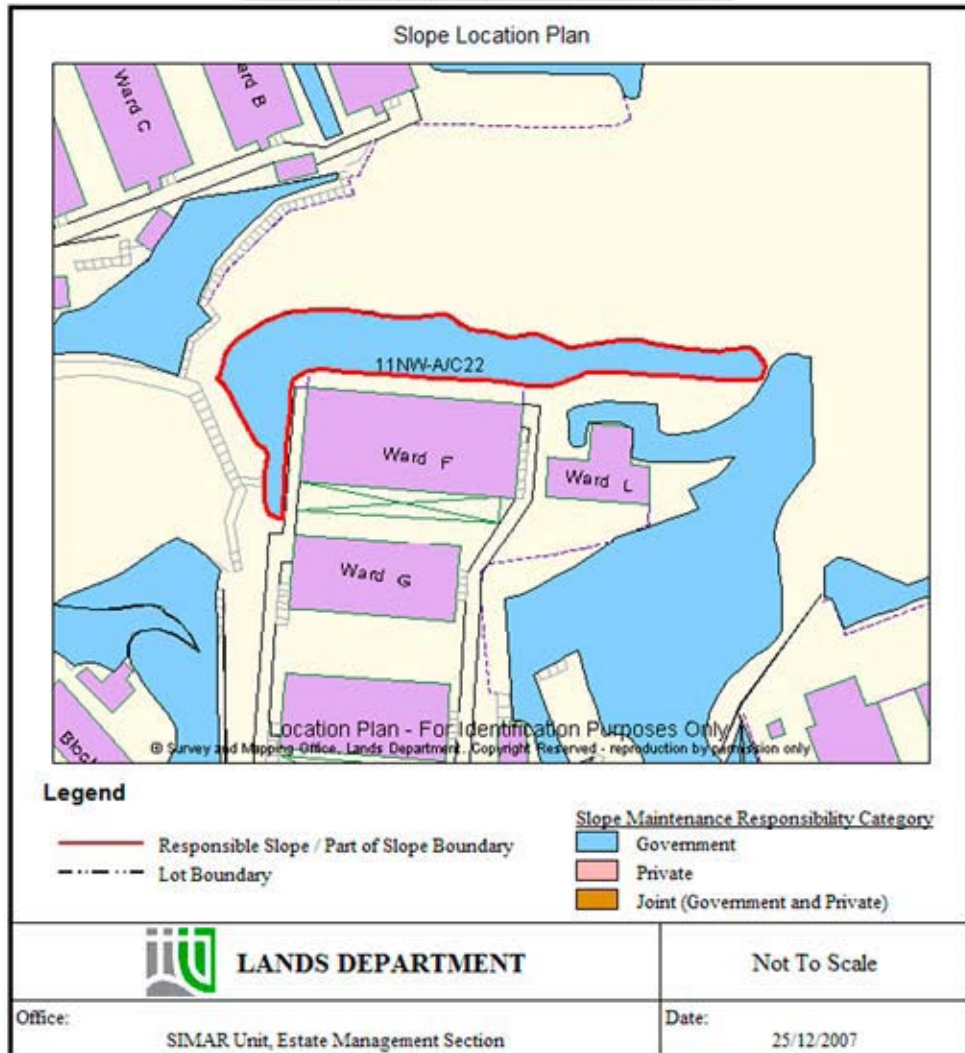 Slope Location Plan
Ward C
Ward B
11NW-A/C22
Ward F
Ward L
Ward G
Location Plan - For Identification Purposes Only
© Survey and Mapping Office, Lands Department. Copyright Reserved - reproduction by permission only
Legend
Responsible Slope / Part of Slope Boundary
Lot Boundary
Slope Maintenance Responsibility Category
Government
Private
Joint (Government and Private)
LANDS DEPARTMENT
Not To Scale
Office:
SIMAR Unit, Estate Management Section
Date:
25/12/2007